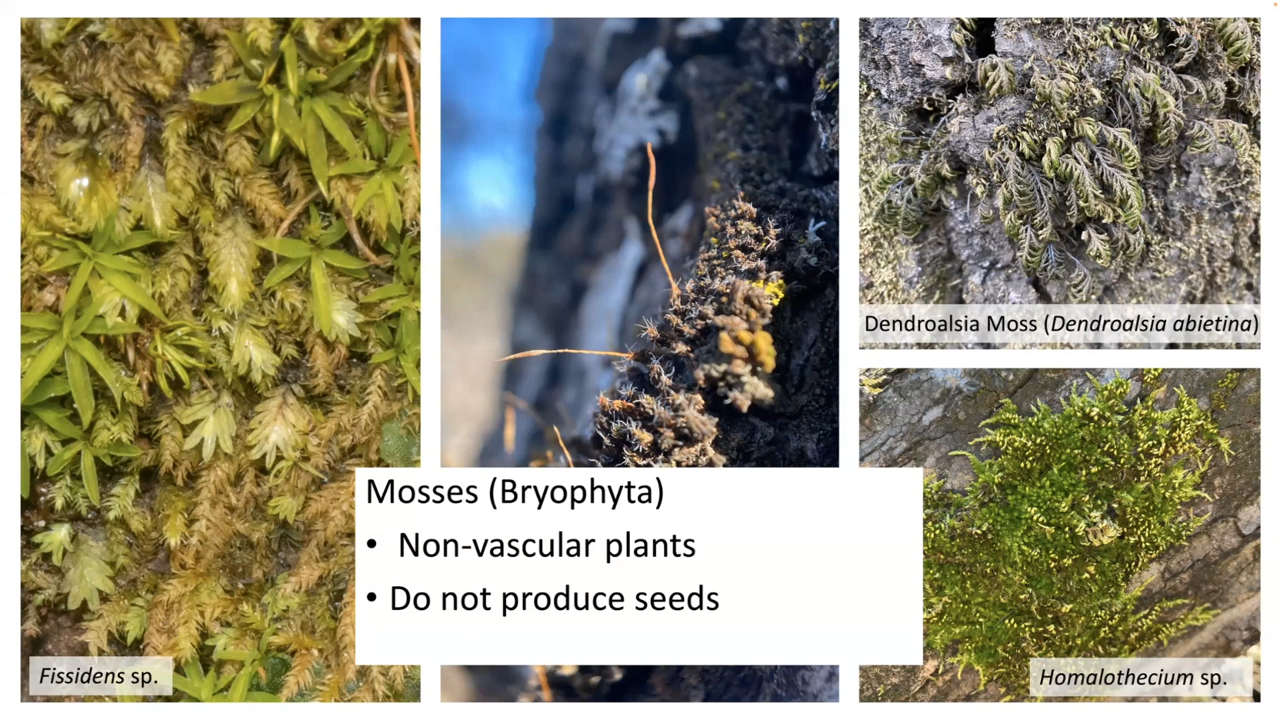 Dendroalsia Moss (Dendroalsia abietina)
Mosses (Bryophyta)
• Non-vascular plants
• Do not produce seeds
Fissidens sp.
Homalothecium sp.